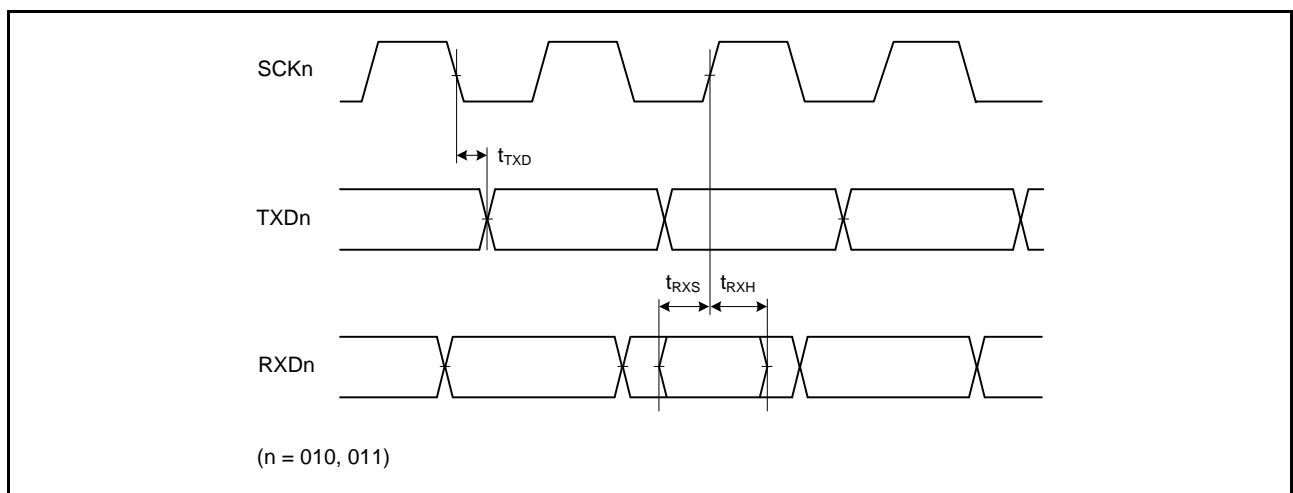 SCKn
tTXD
TXDn
tRXS tRXH
RXDn
(n = 010, 011)